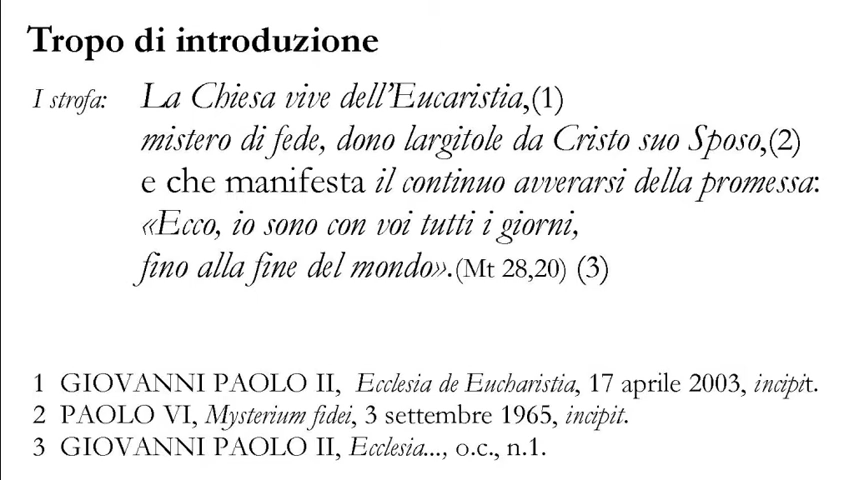 Tropo di introduzione
I strofa: La Chiesa vive dell'Eucaristia,(1)
mistero di fede, dono largitole da Cristo suo Sposo,(2)
e che manifesta il continuo avverarsi della promessa:
«Ecco, io sono con voi tutti i giorni,
fino alla fine del mondo».(Mt 28,20) (3)
1 GIOVANNI PAOLO II, Ecclesia de Eucharistia, 17 aprile 2003, incipit.
2 PAOLO VI, Mysterium fidei, 3 settembre 1965, incipit.
3 GIOVANNI PAOLO II, Ecclesia..., o.c., n.1.